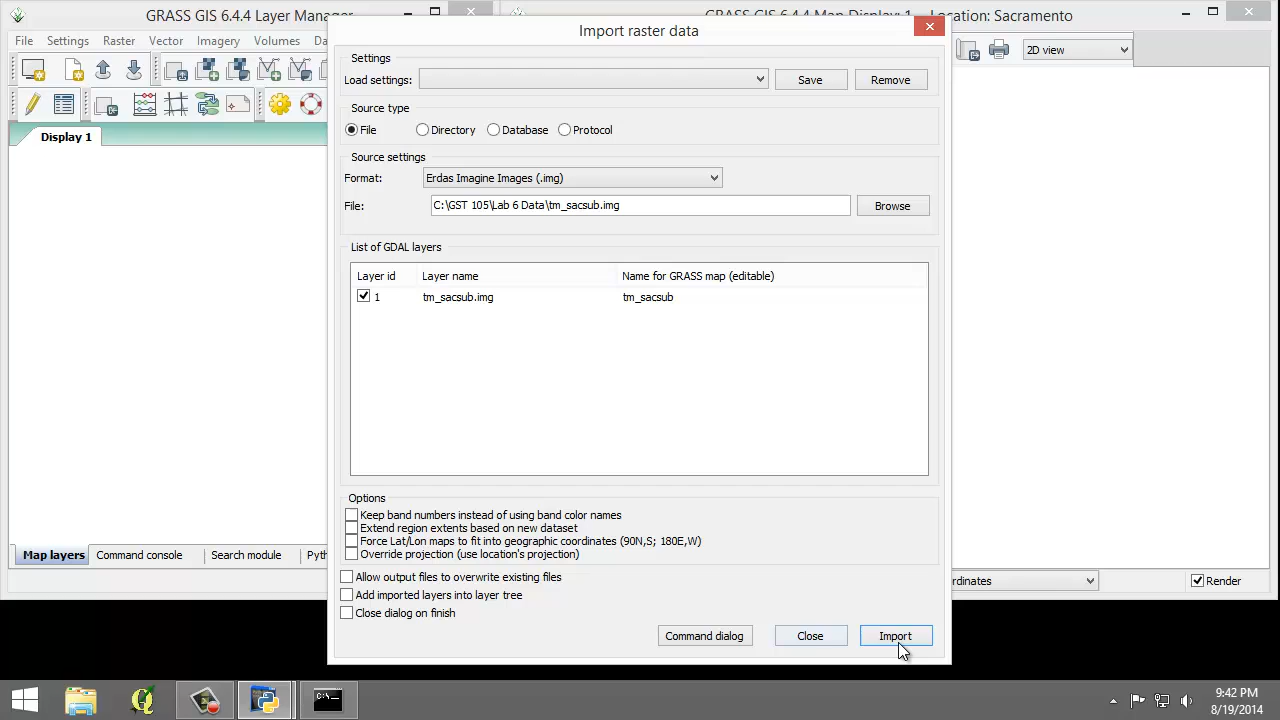 GRASS GIS 6.4.4 Layer Manager
Import raster data
GRASS GIS 6.4.4 Map Display: 1 - Location: Sacramento
File Settings Raster Vector Imagery Volumes Da
2D view
Display 1
Settings
Load settings:
Save
Remove
Source type
File
Directory
Database
Protocol
Source settings
Format:
Erdas Imagine Images (.img)
File:
C:\GST 105\Lab 6 Data\tm_sacsub.img
Browse
List of GDAL layers
Layer id Layer name Name for GRASS map (editable)
1 tm_sacsub.img tm_sacsub
Options
Keep band numbers instead of using band color names
Extend region extents based on new dataset
Force Lat/Lon maps to fit into geographic coordinates (90N,S; 180E,W)
Override projection (use location's projection)
Allow output files to overwrite existing files
Add imported layers into layer tree
Close dialog on finish
Command dialog
Close
Import
Map layers Command console Search module Pyth
rdinates
Render
C:\_
9:42 PM
8/19/2014